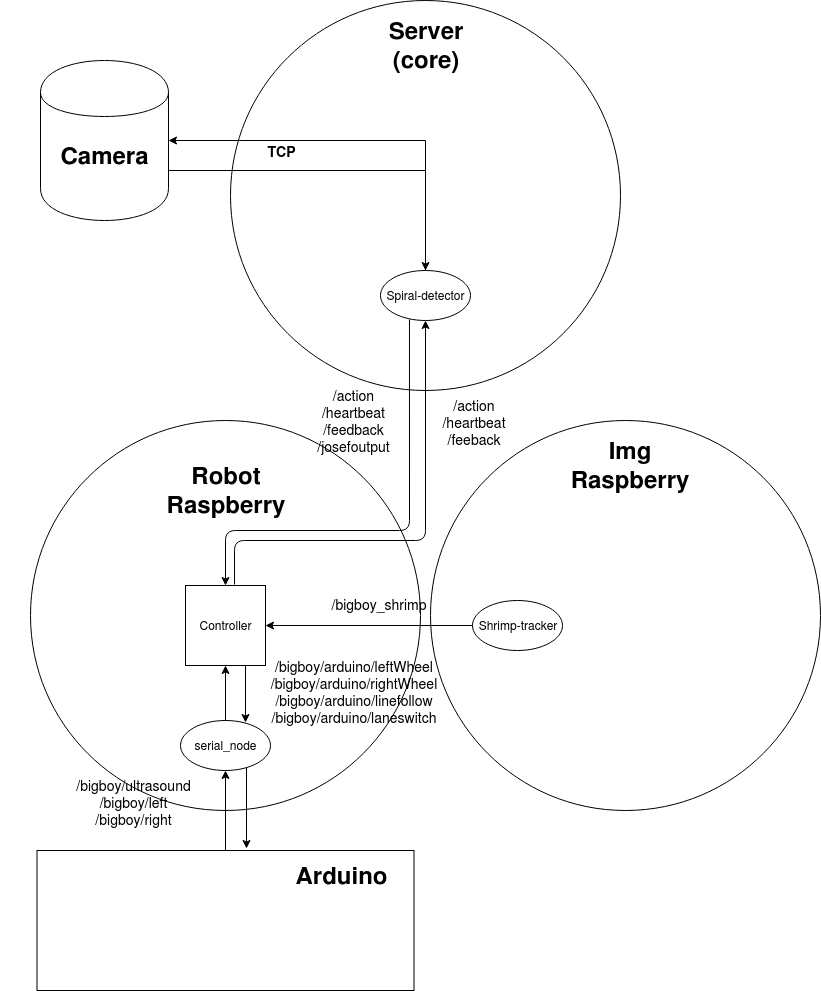 Server
(core)
Camera
TCP
Spiral-detector
/action
/heartbeat
/feedback
/josefoutput
/action
/heartbeat
/feeback
Robot
Raspberry
Img
Raspberry
/bigboy_shrimp
Controller
Shrimp-tracker
/bigboy/arduino/leftWheel
/bigboy/arduino/rightWheel
/bigboy/arduino/linefollow
/bigboy/arduino/laneswitch
serial_node
/bigboy/ultrasound
/bigboy/left
/bigboy/right
Arduino